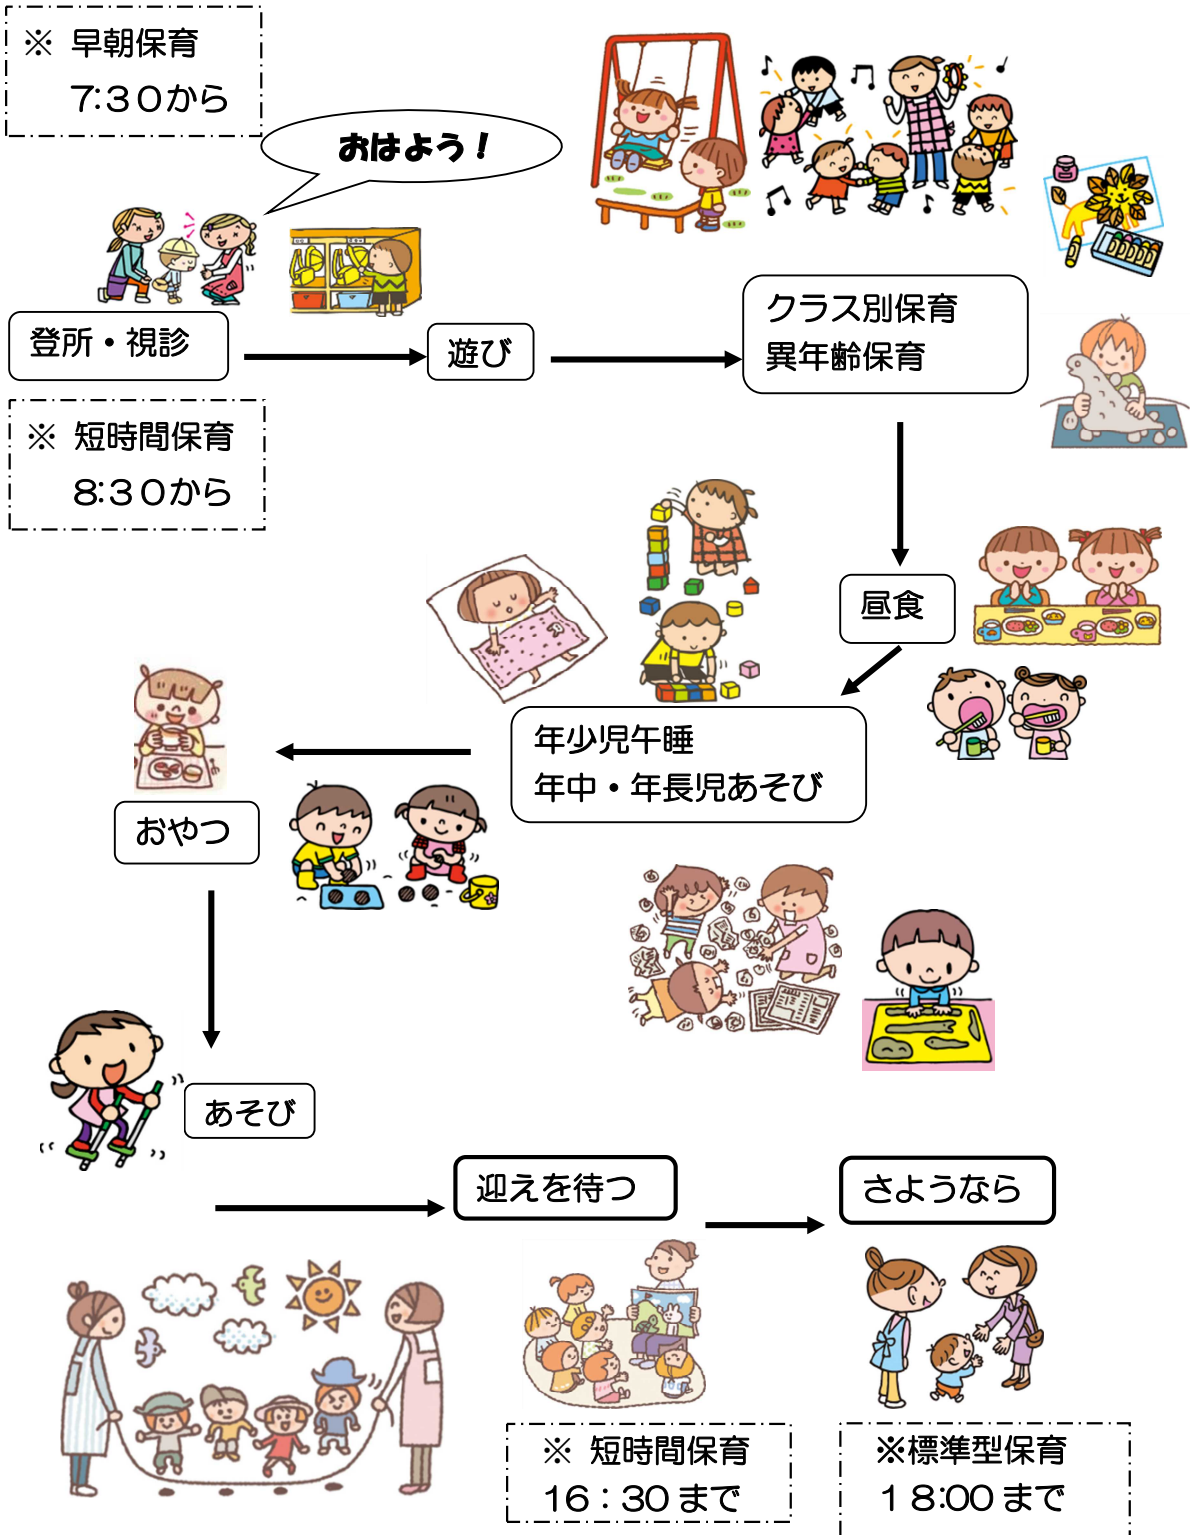 ※ 早朝保育
7:30から
おはよう!
登所・視診
遊び
クラス別保育
異年齢保育
※ 短時間保育
8:30から
昼食
年少児午睡
年中・年長児あそび
おやつ
あそび
迎えを待つ
さようなら
※ 短時間保育
16:30まで
※標準型保育
18:00まで